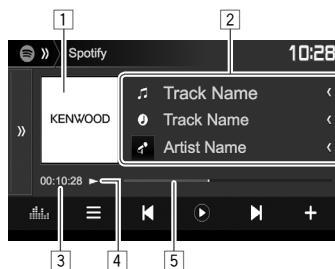 1
2
Spotify
10:28
KENWOOD
Track Name
Track Name
Artist Name
00:10:28
3
4
5